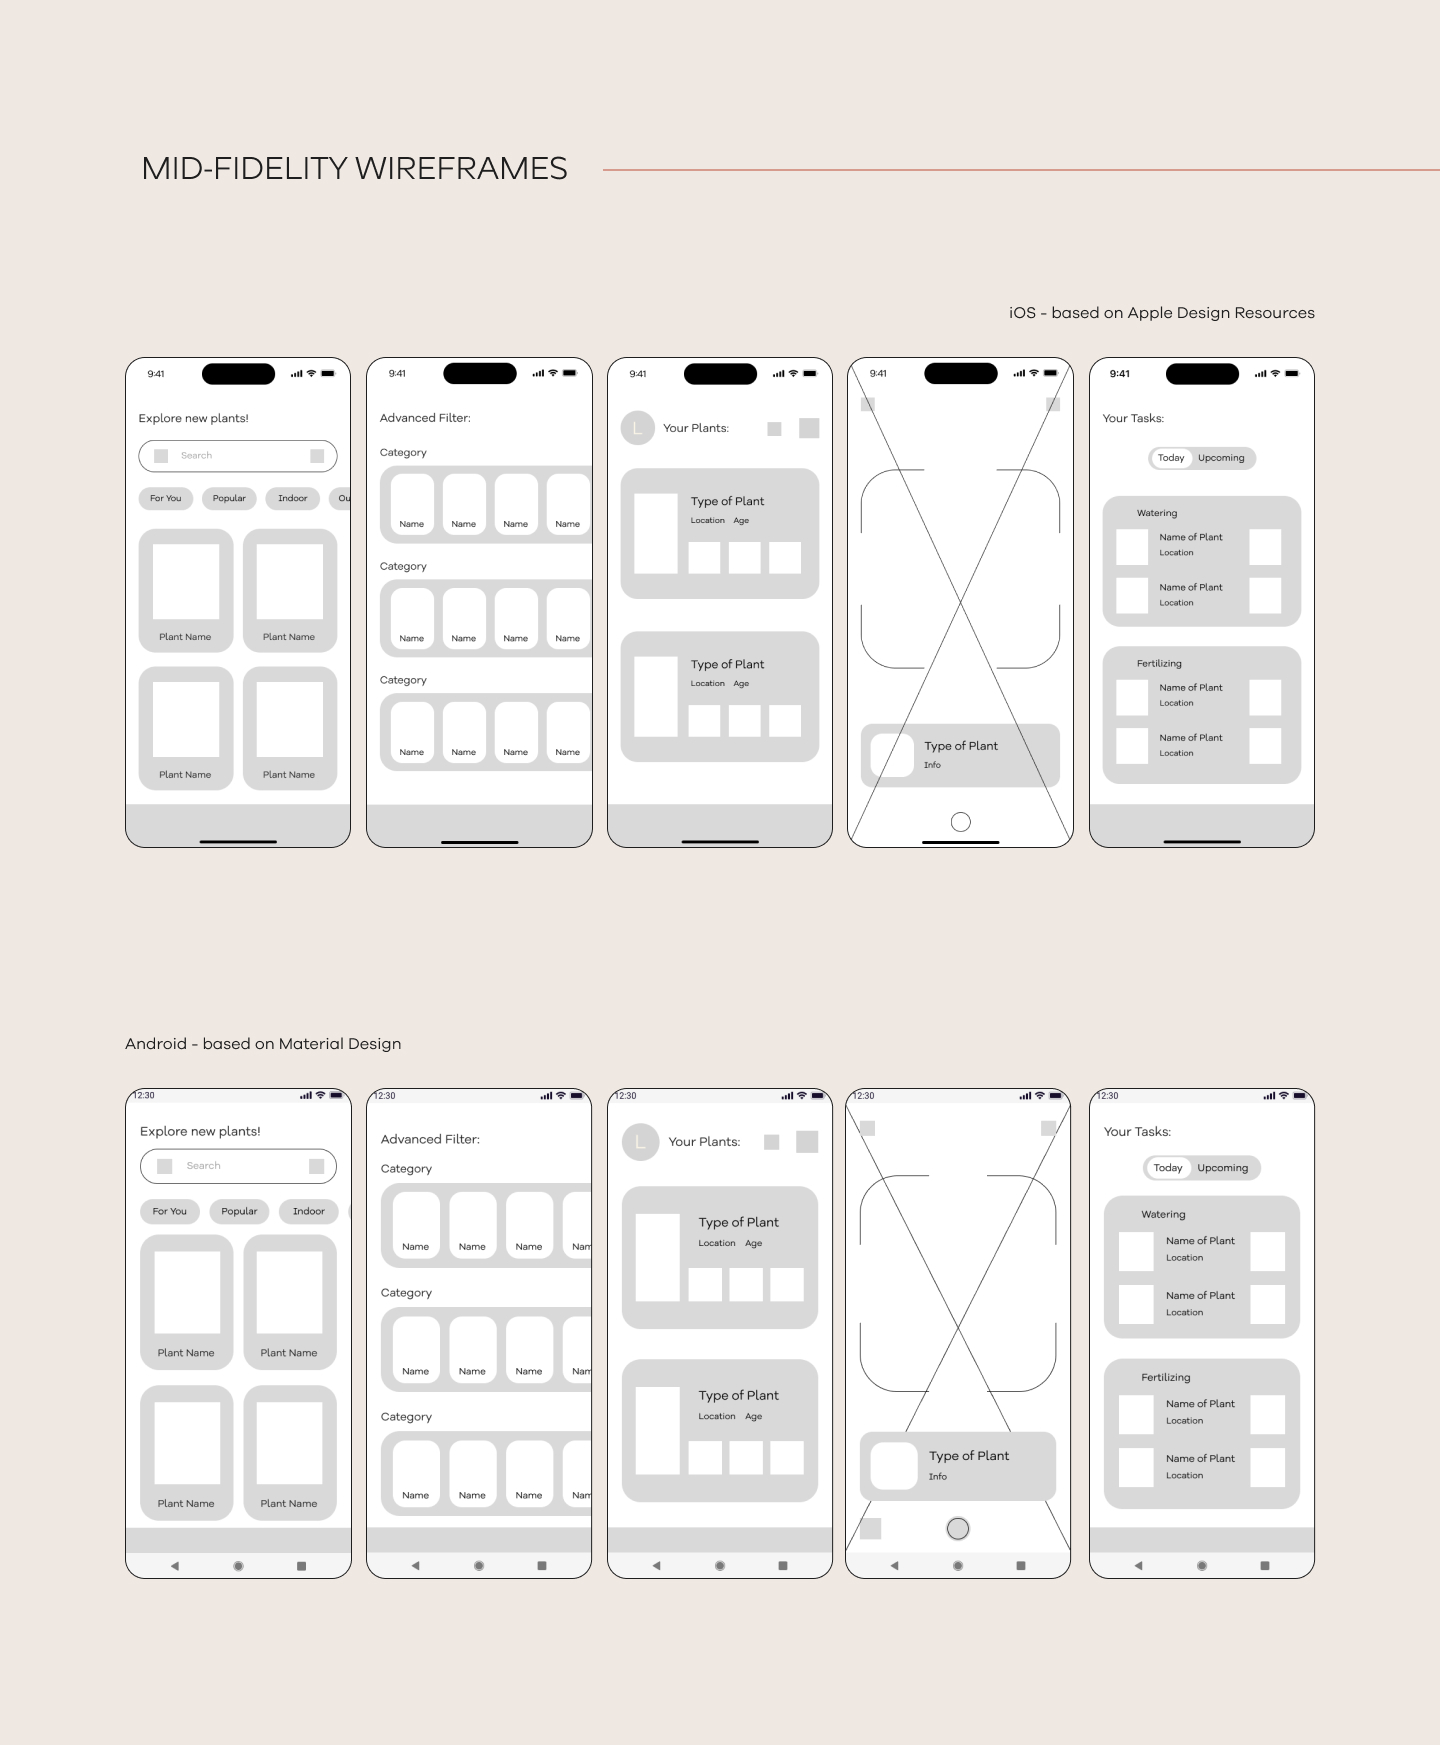 MID-FIDELITY WIREFRAMES
iOS - based on Apple Design Resources
9:41
Explore new plants!
Search
For You Popular Indoor Ou
Plant Name Plant Name
Plant Name Plant Name
9:41
Advanced Filter:
Category
Name Name Name Name
Category
Name Name Name Name
Category
Name Name Name Name
9:41
L Your Plants:
Type of Plant
Location Age
Type of Plant
Location Age
9:41
Type of Plant
Info
9:41
Your Tasks:
Today Upcoming
Watering
Name of Plant
Location
Name of Plant
Location
Fertilizing
Name of Plant
Location
Name of Plant
Location
Android - based on Material Design
12:30
Explore new plants!
Search
For You Popular Indoor
Plant Name Plant Name
Plant Name Plant Name
12:30
Advanced Filter:
Category
Name Name Name Nam
Category
Name Name Name Nam
Category
Name Name Name Nam
12:30
L Your Plants:
Type of Plant
Location Age
Type of Plant
Location Age
12:30
Type of Plant
Info
12:30
Your Tasks:
Today Upcoming
Watering
Name of Plant
Location
Name of Plant
Location
Fertilizing
Name of Plant
Location
Name of Plant
Location